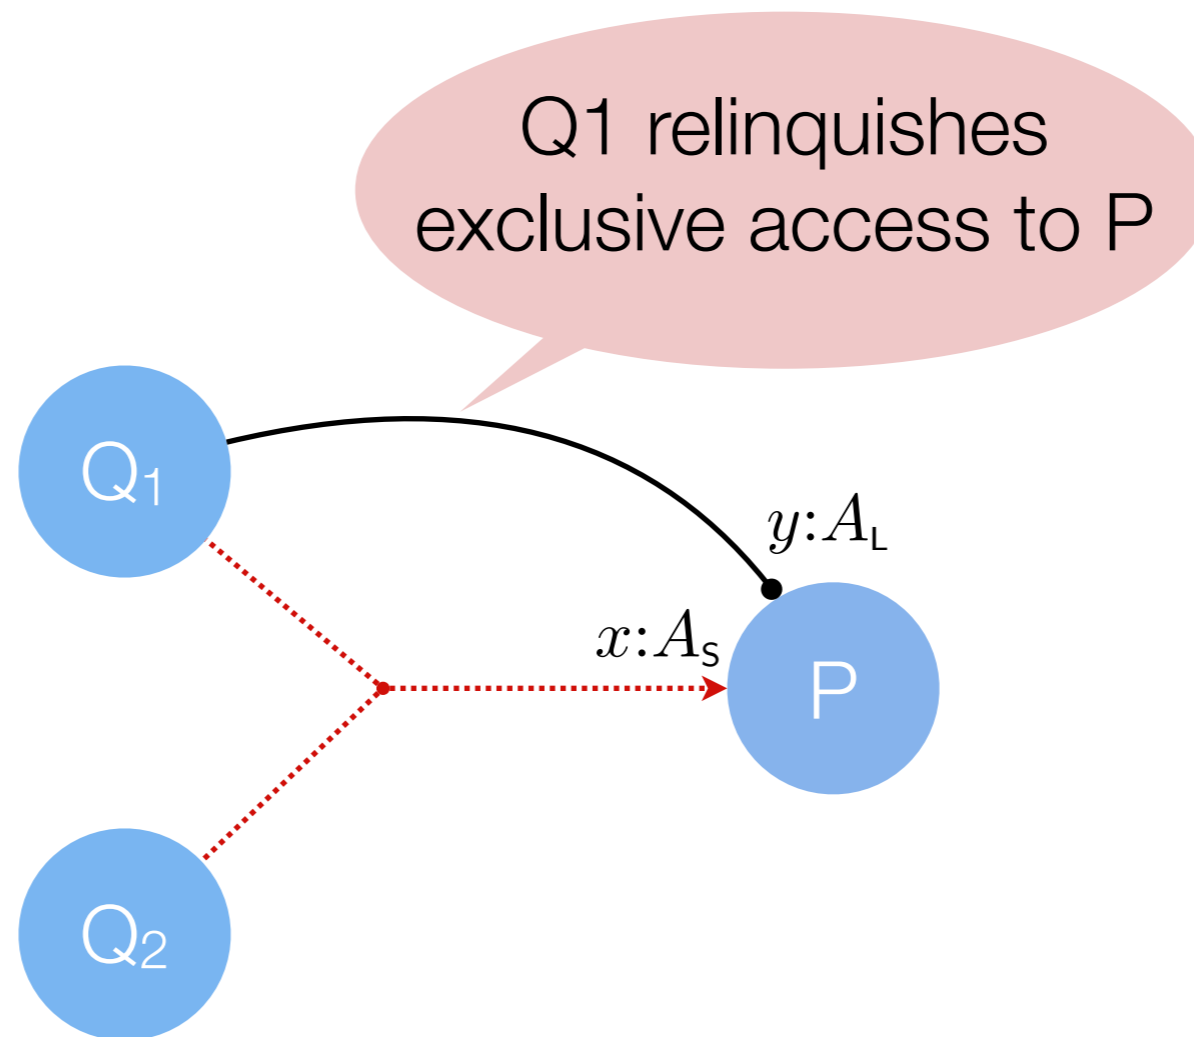 Q1 relinquishes
exclusive access to P
Q₁
y:A_L
x:A_S
P
Q₂